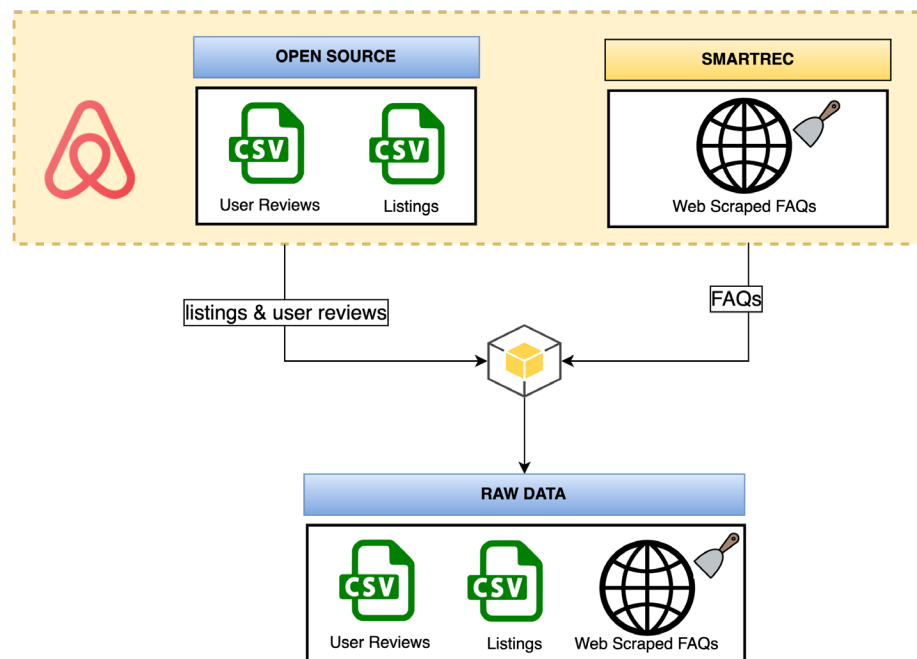 OPEN SOURCE
SMARTREC
CSV
CSV
User Reviews
Listings
Web Scraped FAQs
listings & user reviews
FAQs
RAW DATA
CSV
CSV
User Reviews
Listings
Web Scraped FAQs